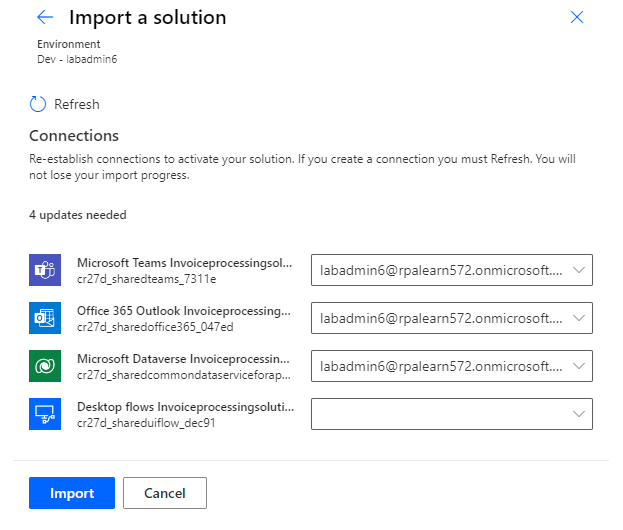 Import a solution
Environment
Dev - labadmin6
Refresh
Connections
Re-establish connections to activate your solution. If you create a connection you must Refresh. You will
not lose your import progress.
4 updates needed
Microsoft Teams Invoiceprocessingsol...
cr27d_sharedteams_7311e
labadmin6@rpalearn572.onmicrosoft....
Office 365 Outlook Invoiceprocessing...
cr27d_sharedoffice365_047ed
labadmin6@rpalearn572.onmicrosoft....
Microsoft Dataverse Invoiceprocessin...
cr27d_sharedcommondataserviceforap...
labadmin6@rpalearn572.onmicrosoft....
Desktop flows Invoiceprocessingsoluti...
cr27d_shareduiflow_dec91
Import
Cancel